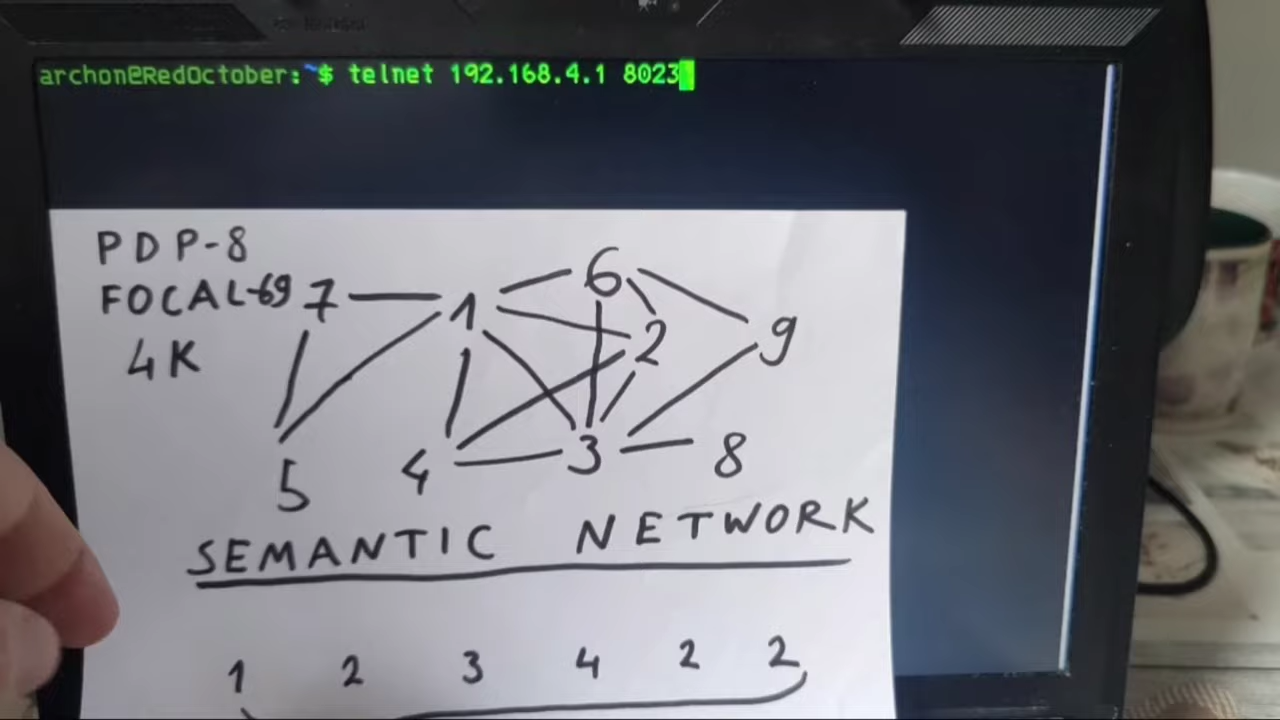 archon@RedOctober:~$ telnet 192.168.4.1 8023
PDP-8
FOCAL-69
4K
7 1 6
2 9
5 4 3 8
SEMANTIC NETWORK
1 2 3 4 2 2